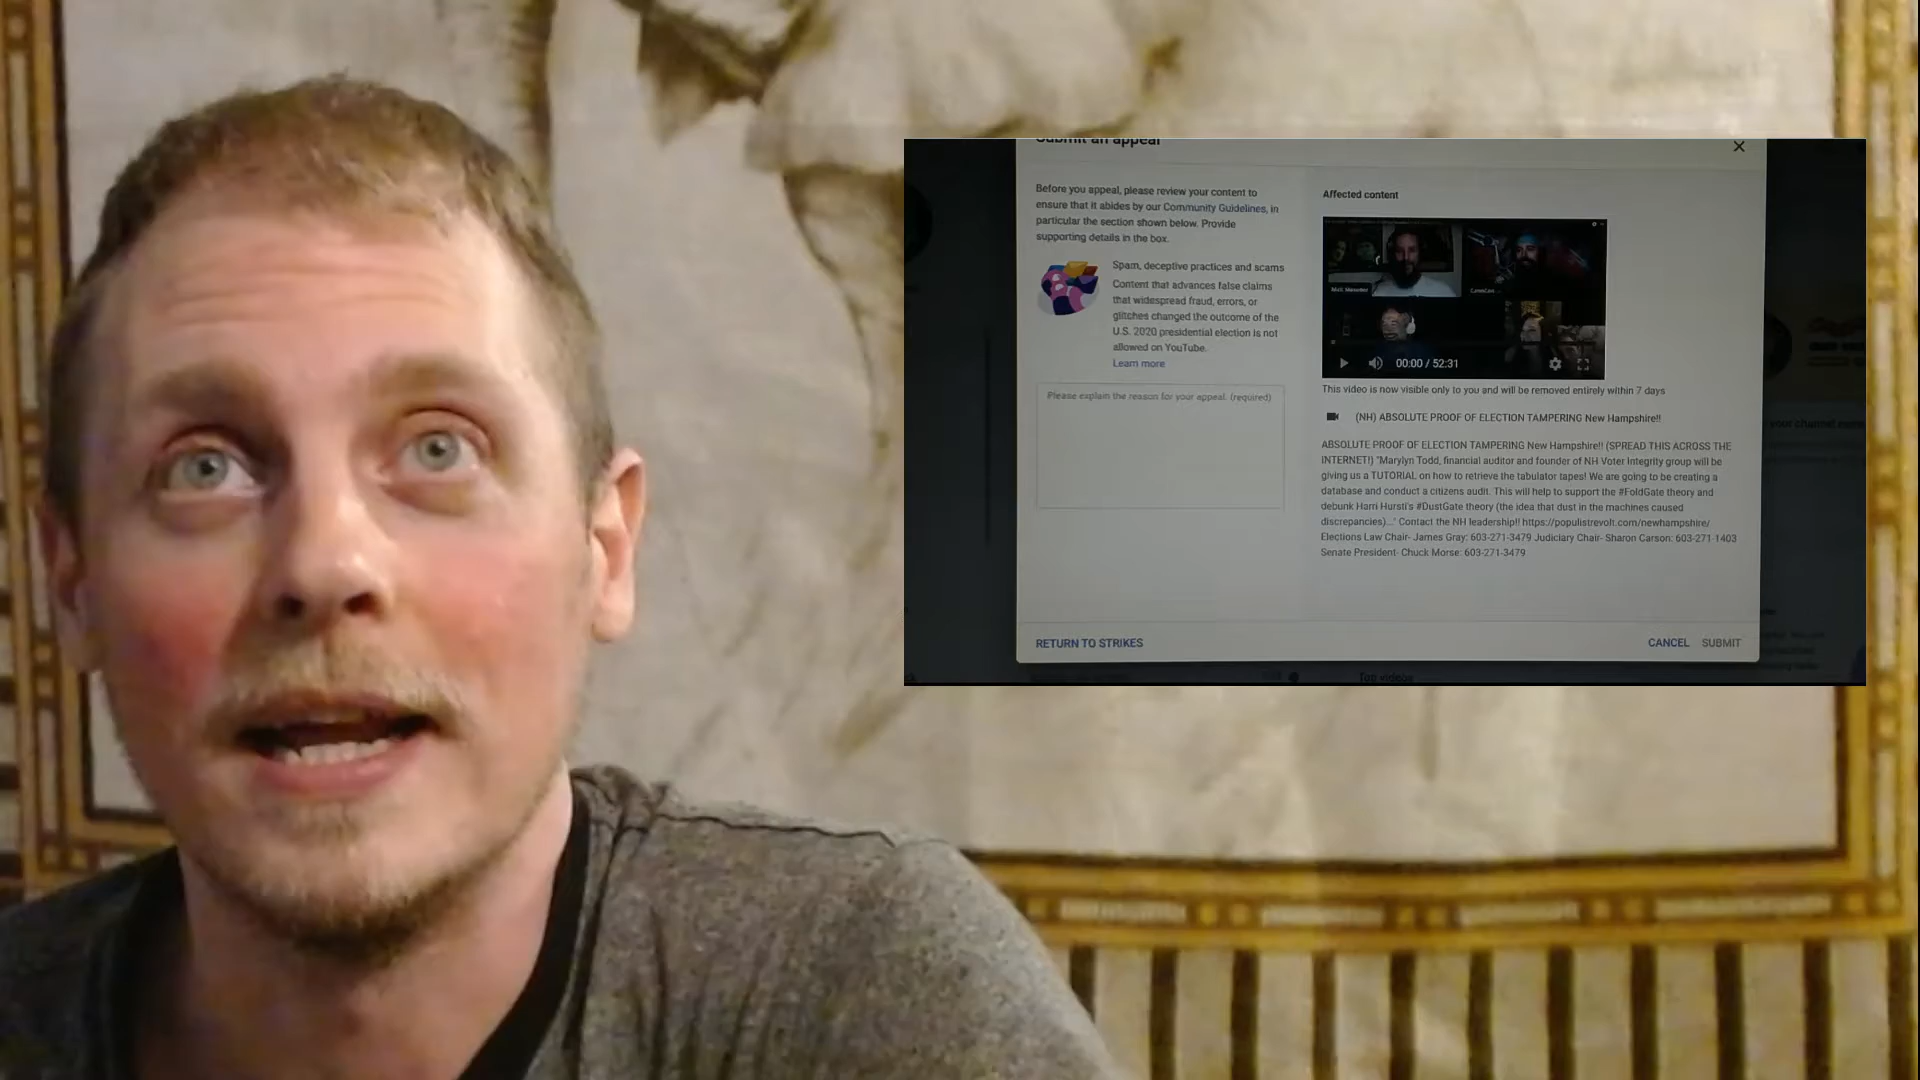 Submit an appeal
Before you appeal, please review your content to
ensure that it abides by our Community Guidelines, in
particular the section shown below. Provide
supporting details in the box.
Spam, deceptive practices and scams
Content that advances false claims
that widespread fraud, errors, or
glitches changed the outcome of the
U.S. 2020 presidential election is not
allowed on YouTube.
Learn more
Please explain the reason for your appeal. (required)
RETURN TO STRIKES
Affected content
00:00 / 52:31
This video is now visible only to you and will be removed entirely within 7 days
(NH) ABSOLUTE PROOF OF ELECTION TAMPERING New Hampshire!!
ABSOLUTE PROOF OF ELECTION TAMPERING New Hampshire!! (SPREAD THIS ACROSS THE
INTERNET!) "Marylyn Todd, financial auditor and founder of NH Voter Integrity group will be
giving us a TUTORIAL on how to retrieve the tabulator tapes! We are going to be creating a
database and conduct a citizens audit. This will help to support the #FoldGate theory and
debunk Harri Hursti's #DustGate theory (the idea that dust in the machines caused
discrepancies)..." Contact the NH leadership!! https://populistrevolt.com/newhampshire/
Elections Law Chair- James Gray: 603-271-3479 Judiciary Chair- Sharon Carson: 603-271-1403
Senate President- Chuck Morse: 603-271-3479
CANCEL SUBMIT
your channel
Top videos